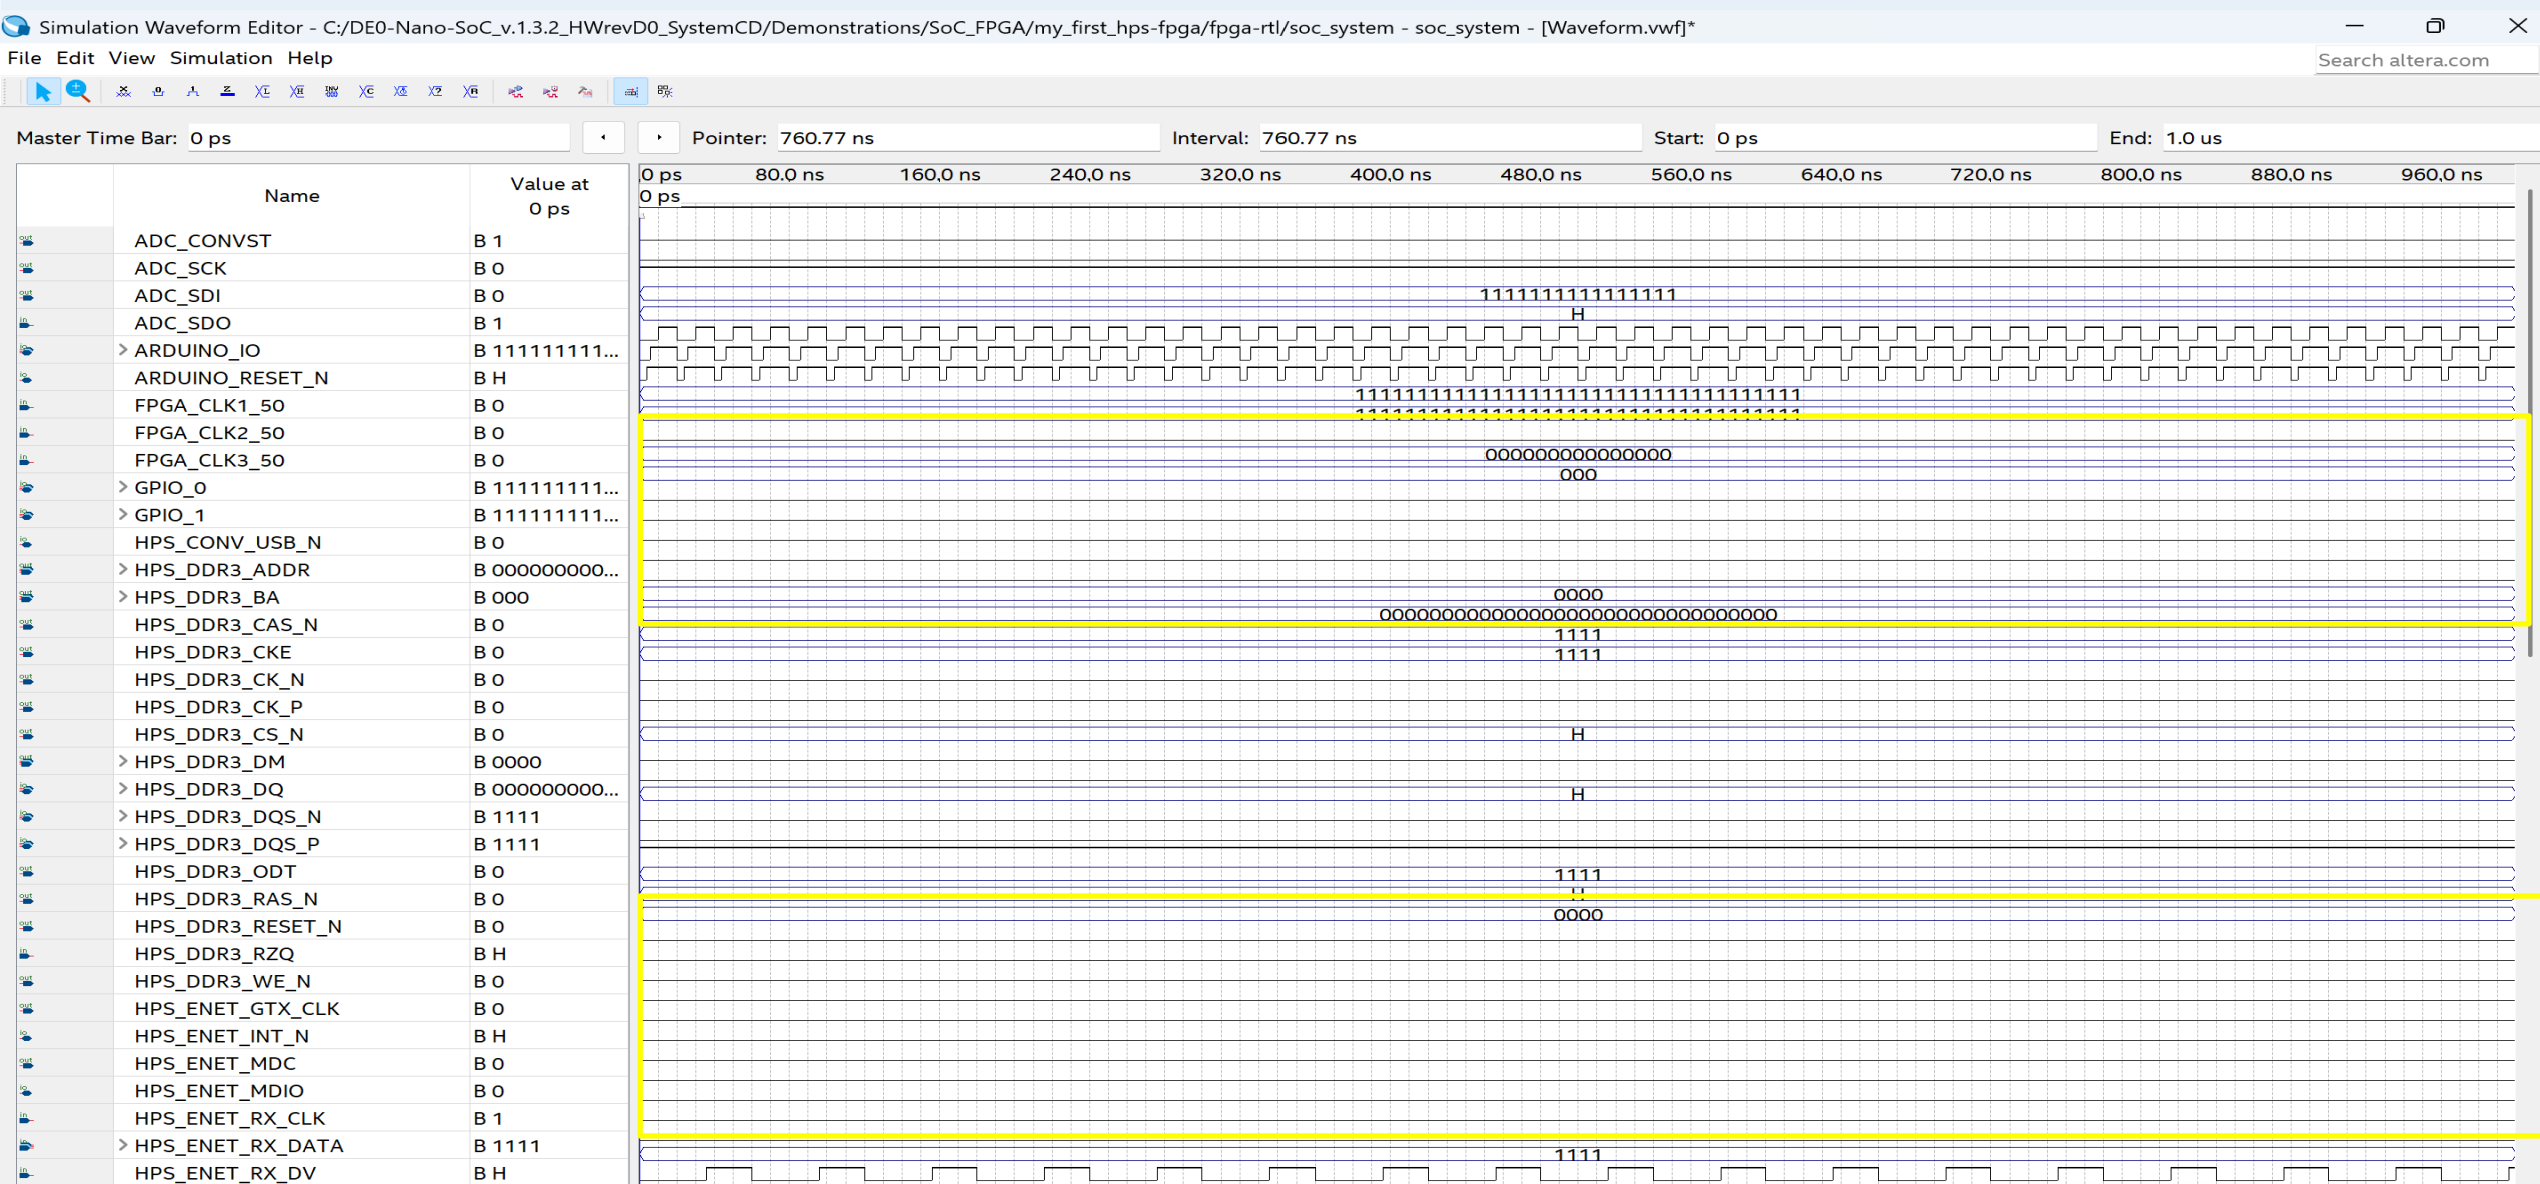 Simulation Waveform Editor - C:/DE0-Nano-SoC_v.1.3.2_HWrevD0_SystemCD/Demonstrations/SoC_FPGA/my_first_hps-fpga/fpga-rtl/soc_system - soc_system - [Waveform.vwf]*
File Edit View Simulation Help
Search altera.com
Master Time Bar: 0 ps Pointer: 760.77 ns Interval: 760.77 ns Start: 0 ps End: 1.0 us
Name Value at 0 ps
0 ps 80.0 ns 160.0 ns 240.0 ns 320.0 ns 400.0 ns 480.0 ns 560.0 ns 640.0 ns 720.0 ns 800.0 ns 880.0 ns 960.0 ns
0 ps
ADC_CONVST B 1
ADC_SCK B 0
ADC_SDI B 0
ADC_SDO B 1
ARDUINO_IO B 111111111...
ARDUINO_RESET_N B H
FPGA_CLK1_50 B 0
FPGA_CLK2_50 B 0
FPGA_CLK3_50 B 0
GPIO_0 B 111111111...
GPIO_1 B 111111111...
HPS_CONV_USB_N B 0
HPS_DDR3_ADDR B 000000000...
HPS_DDR3_BA B 000
HPS_DDR3_CAS_N B 0
HPS_DDR3_CKE B 0
HPS_DDR3_CK_N B 0
HPS_DDR3_CK_P B 0
HPS_DDR3_CS_N B 0
HPS_DDR3_DM B 0000
HPS_DDR3_DQ B 000000000...
HPS_DDR3_DQS_N B 1111
HPS_DDR3_DQS_P B 1111
HPS_DDR3_ODT B 0
HPS_DDR3_RAS_N B 0
HPS_DDR3_RESET_N B 0
HPS_DDR3_RZQ B H
HPS_DDR3_WE_N B 0
HPS_ENET_GTX_CLK B 0
HPS_ENET_INT_N B H
HPS_ENET_MDC B 0
HPS_ENET_MDIO B 0
HPS_ENET_RX_CLK B 1
HPS_ENET_RX_DATA B 1111
HPS_ENET_RX_DV B H
1111111111111111
H
111111111111111111111111111111111111
111111111111111111111111111111111111
000000000000000
000
0000
00000000000000000000000000000000
1111
1111
H
H
1111
H
0000
1111